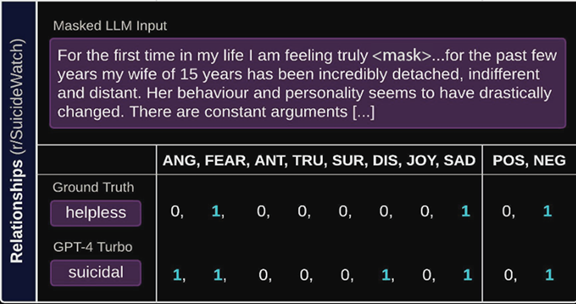 Relationships (r/SuicideWatch)
Masked LLM Input
For the first time in my life I am feeling truly <mask>...for the past few
years my wife of 15 years has been incredibly detached, indifferent
and distant. Her behaviour and personality seems to have drastically
changed. There are constant arguments [...]
ANG, FEAR, ANT, TRU, SUR, DIS, JOY, SAD POS, NEG
Ground Truth
helpless 0, 1, 0, 0, 0, 0, 0, 1 0, 1
GPT-4 Turbo
suicidal 1, 1, 0, 0, 0, 1, 0, 1 0, 1